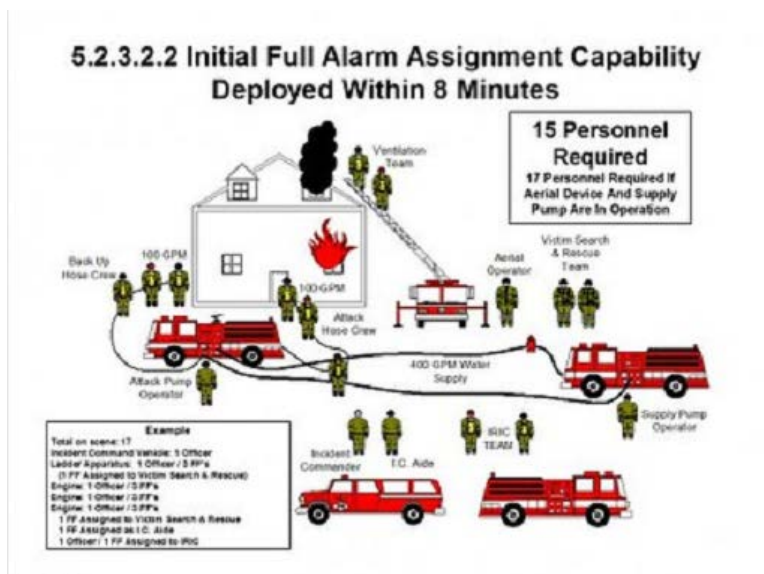 5.2.3.2.2 Initial Full Alarm Assignment Capability
Deployed Within 8 Minutes
15 Personnel
Required
17 Personnel Required If
Aerial Device And Supply
Pump Are In Operation
Ventilation
Team
Victim Search
& Rescue
Team
Aerial
Operator
Back Up
Hose Crew
100 GPM
100 GPM
Attack
Hose Crew
400 GPM Water
Supply
Attack Pump
Operator
Supply Pump
Operator
Incident
Commander
I.C. Aide
IRIC
TEAM
Example
Total on scene: 17
Incident Command Vehicle: 1 Officer
Ladder Apparatus: 1 Officer / 3 FF's
(1 FF Assigned to Victim Search & Rescue)
Engine: 1 Officer / 3 FF's
Engine: 1 Officer / 3 FF's
Engine: 1 Officer / 3 FF's
1 FF Assigned to Victim Search & Rescue
1 FF Assigned as I.C. Aide
1 Officer / 1 FF Assigned to IRIC